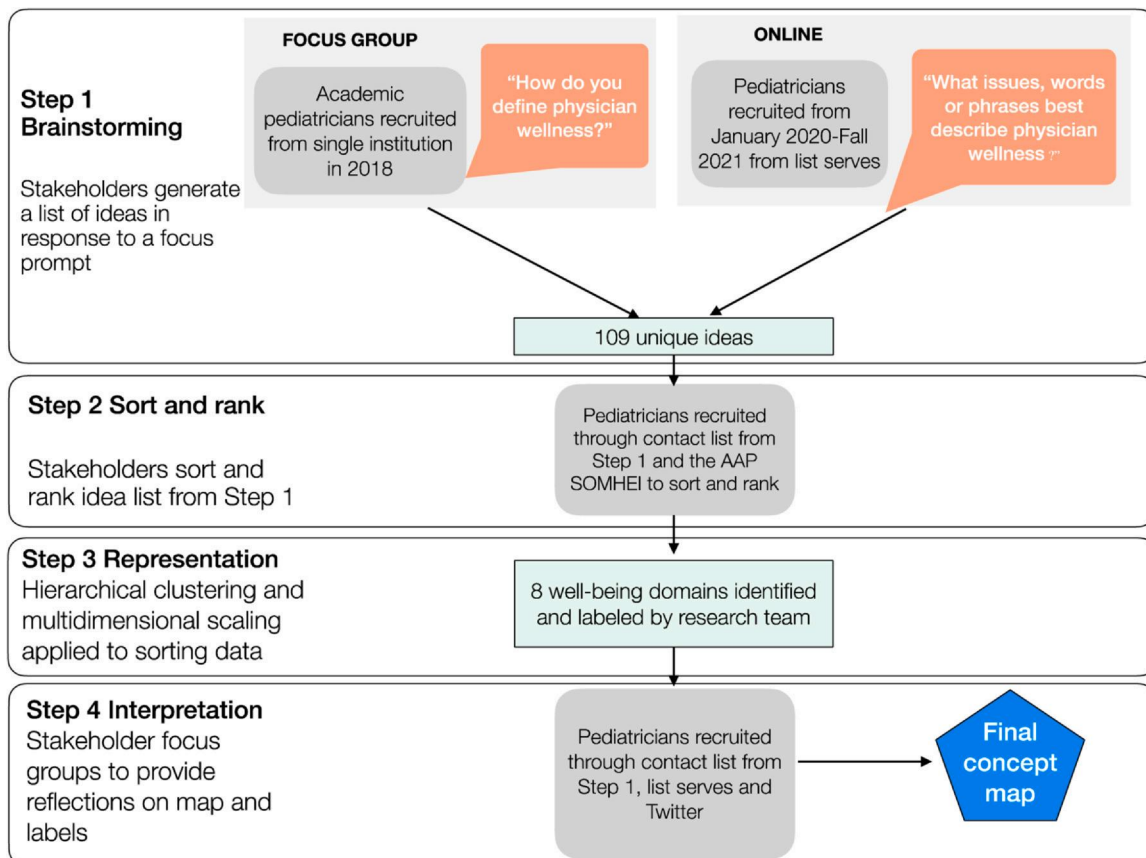 Step 1
Brainstorming
Stakeholders generate
a list of ideas in
response to a focus
prompt
FOCUS GROUP
Academic
pediatricians recruited
from single institution
in 2018
“How do you
define physician
wellness?”
ONLINE
Pediatricians
recruited from
January 2020-Fall
2021 from list serves
“What issues, words
or phrases best
describe physician
wellness ?”
109 unique ideas
Step 2 Sort and rank
Stakeholders sort and
rank idea list from Step 1
Pediatricians recruited
through contact list from
Step 1 and the AAP
SOMHEI to sort and rank
Step 3 Representation
Hierarchical clustering and
multidimensional scaling
applied to sorting data
8 well-being domains identified
and labeled by research team
Step 4 Interpretation
Stakeholder focus
groups to provide
reflections on map and
labels
Pediatricians recruited
through contact list from
Step 1, list serves and
Twitter
Final
concept
map